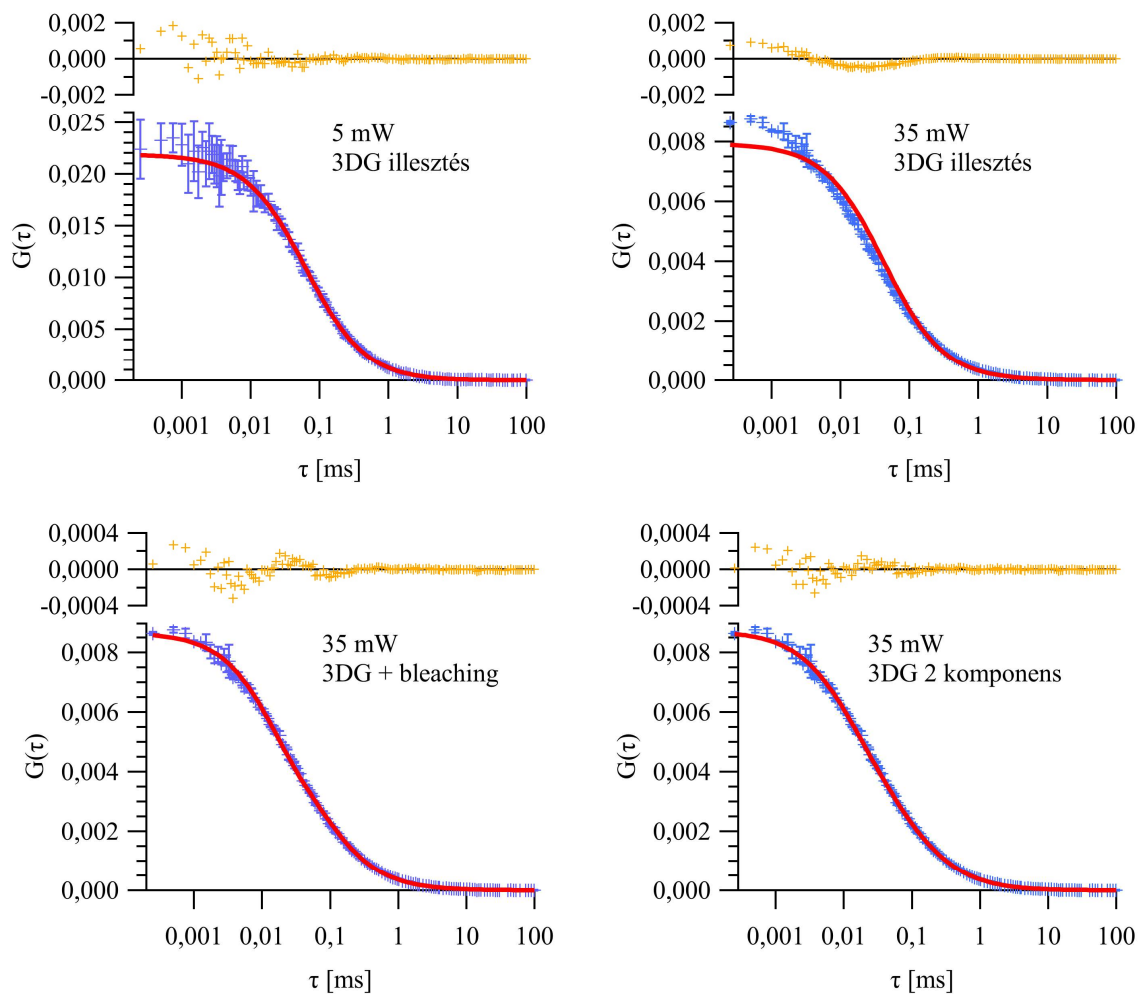 0,002
0,000
-0,002
0,025
0,020
0,015
0,010
0,005
0,000
G(τ)
5 mW
3DG illesztés
0,001 0,01 0,1 1 10 100
τ [ms]
0,002
0,000
-0,002
0,008
0,006
0,004
0,002
0,000
G(τ)
35 mW
3DG illesztés
0,001 0,01 0,1 1 10 100
τ [ms]
0,0004
0,0000
-0,0004
0,008
0,006
0,004
0,002
0,000
G(τ)
35 mW
3DG + bleaching
0,001 0,01 0,1 1 10 100
τ [ms]
0,0004
0,0000
-0,0004
0,008
0,006
0,004
0,002
0,000
G(τ)
35 mW
3DG 2 komponens
0,001 0,01 0,1 1 10 100
τ [ms]